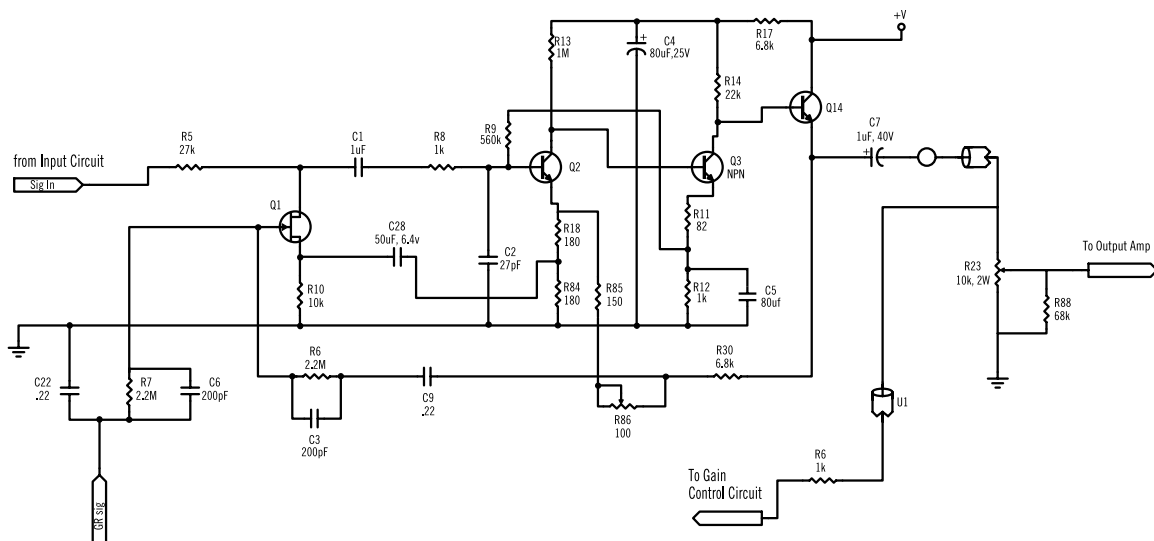 from Input Circuit
Sig In
R5
27k
C1
1uF
R8
1k
R9
560k
R13
1M
C4
80uF,25V
R17
6.8k
+V
R14
22k
Q14
C7
1uF, 40V
+
+
Q2
Q3
NPN
Q1
C28
50uF, 6.4v
R18
180
C2
27pF
R11
82
R10
10k
R84
180
R85
150
R12
1k
C5
80uf
To Output Amp
R23
10k, 2W
R88
68k
C22
.22
R7
2.2M
C6
200pF
R6
2.2M
C9
.22
R30
6.8k
C3
200pF
R86
100
U1
R6
1k
To Gain
Control Circuit
GR sig